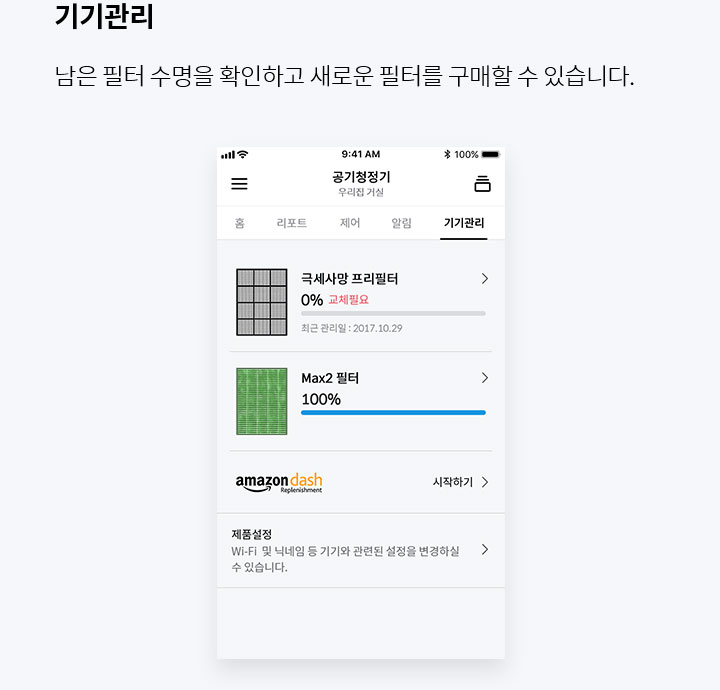 기기관리
남은 필터 수명을 확인하고 새로운 필터를 구매할 수 있습니다.
9:41 AM
100%
공기청정기
우리집 거실
홈 리포트 제어 알림 기기관리
극세사망 프리필터
0% 교체필요
최근 관리일 : 2017.10.29
Max2 필터
100%
amazon dash
Replenishment
시작하기
제품설정
Wi-Fi 및 닉네임 등 기기와 관련된 설정을 변경하실
수 있습니다.